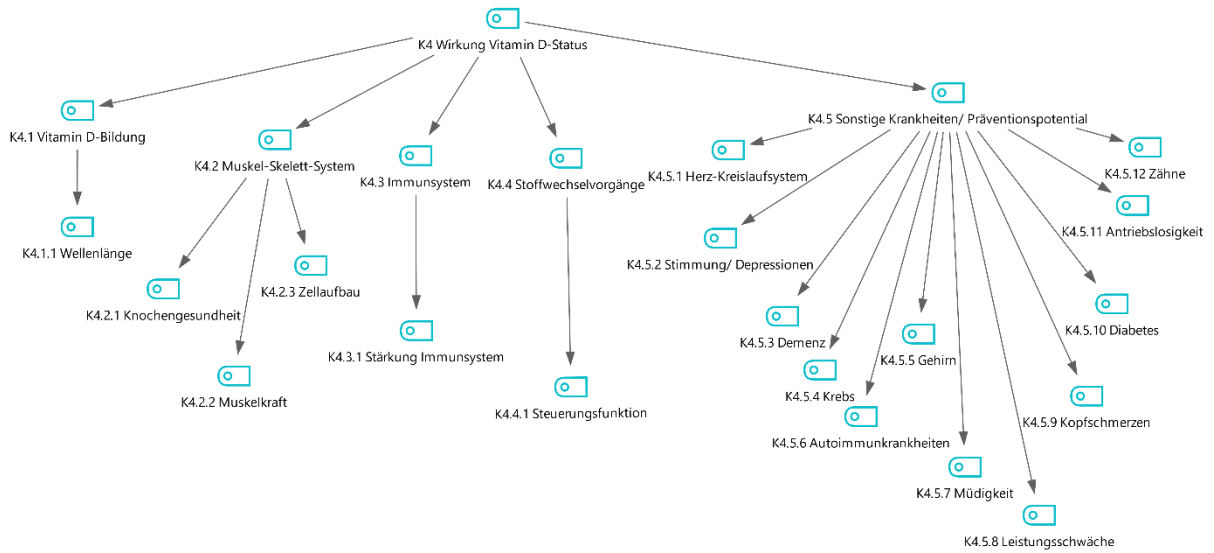 K4 Wirkung Vitamin D-Status
K4.1 Vitamin D-Bildung
K4.5 Sonstige Krankheiten/ Präventionspotential
K4.2 Muskel-Skelett-System
K4.3 Immunsystem
K4.4 Stoffwechselvorgänge
K4.5.1 Herz-Kreislaufsystem
K4.5.12 Zähne
K4.1.1 Wellenlänge
K4.5.11 Antriebslosigkeit
K4.5.2 Stimmung/ Depressionen
K4.2.3 Zellaufbau
K4.2.1 Knochengesundheit
K4.5.10 Diabetes
K4.5.3 Demenz
K4.3.1 Stärkung Immunsystem
K4.5.5 Gehirn
K4.5.4 Krebs
K4.2.2 Muskelkraft
K4.4.1 Steuerungsfunktion
K4.5.9 Kopfschmerzen
K4.5.6 Autoimmunkrankheiten
K4.5.7 Müdigkeit
K4.5.8 Leistungsschwäche